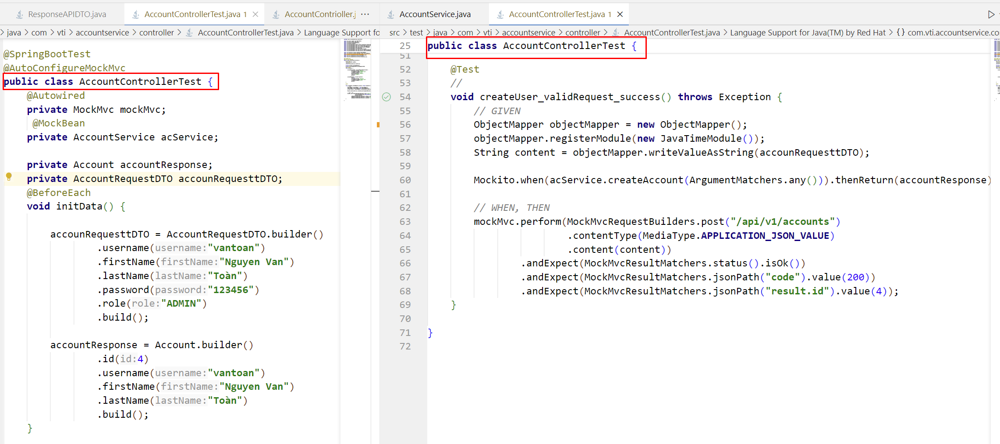 ResponseAPIDTO.java
AccountControllerTest.java 1
AccountContrioller.j ···
AccountService.java
AccountControllerTest.java 1
java > com > vti > accountservice > controller > AccountControllerTest.java > Language Support fo
src > test > java > com > vti > accountservice > controller > AccountControllerTest.java > Language Support for Java(TM) by Red Hat > {} com.vti.accountservice.co
@SpringBootTest
@AutoConfigureMockMvc
public class AccountControllerTest {
@Autowired
private MockMvc mockMvc;
@MockBean
private AccountService acService;
private Account accountResponse;
private AccountRequestDTO accounRequesttDTO;
@BeforeEach
void initData() {
accounRequesttDTO = AccountRequestDTO.builder()
.username(username:"vantoan")
.firstName(firstName:"Nguyen Van")
.lastName(lastName:"Toàn")
.password(password:"123456")
.role(role:"ADMIN")
.build();
accountResponse = Account.builder()
.id(id:4)
.username(username:"vantoan")
.firstName(firstName:"Nguyen Van")
.lastName(lastName:"Toàn")
.build();
}
25 public class AccountControllerTest {
51
52 @Test
53 //
54 void createUser_validRequest_success() throws Exception {
55 // GIVEN
56 ObjectMapper objectMapper = new ObjectMapper();
57 objectMapper.registerModule(new JavaTimeModule());
58 String content = objectMapper.writeValueAsString(accounRequesttDTO);
59
60 Mockito.when(acService.createAccount(ArgumentMatchers.any())).thenReturn(accountResponse)
61
62 // WHEN, THEN
63 mockMvc.perform(MockMvcRequestBuilders.post("/api/v1/accounts")
64 .contentType(MediaType.APPLICATION_JSON_VALUE)
65 .content(content))
66 .andExpect(MockMvcResultMatchers.status().isOk())
67 .andExpect(MockMvcResultMatchers.jsonPath("code").value(200))
68 .andExpect(MockMvcResultMatchers.jsonPath("result.id").value(4));
69 }
70
71 }
72